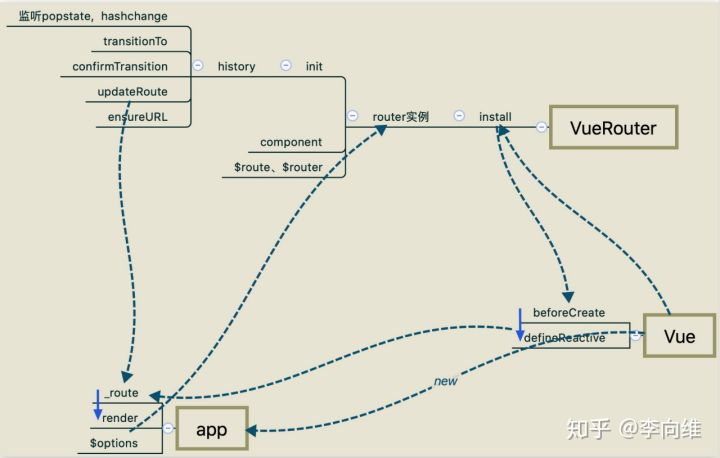 监听popstate，hashchange
transitionTo
confirmTransition
history
init
updateRoute
ensureURL
router实例
install
VueRouter
component
$route、$router
beforeCreate
defineReactive
Vue
new
_route
render
app
$options
知乎 @李向维